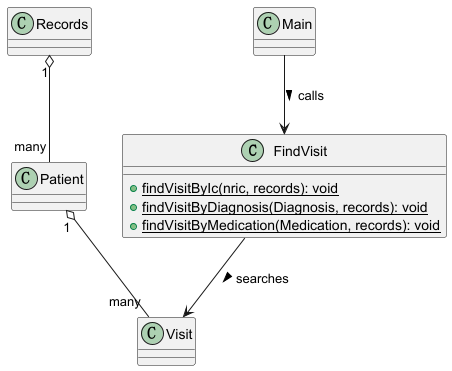 C Records
C Main
1
calls
many
C FindVisit
C Patient
findVisitByIc(nric, records): void
findVisitByDiagnosis(Diagnosis, records): void
findVisitByMedication(Medication, records): void
1
searches
many
C Visit